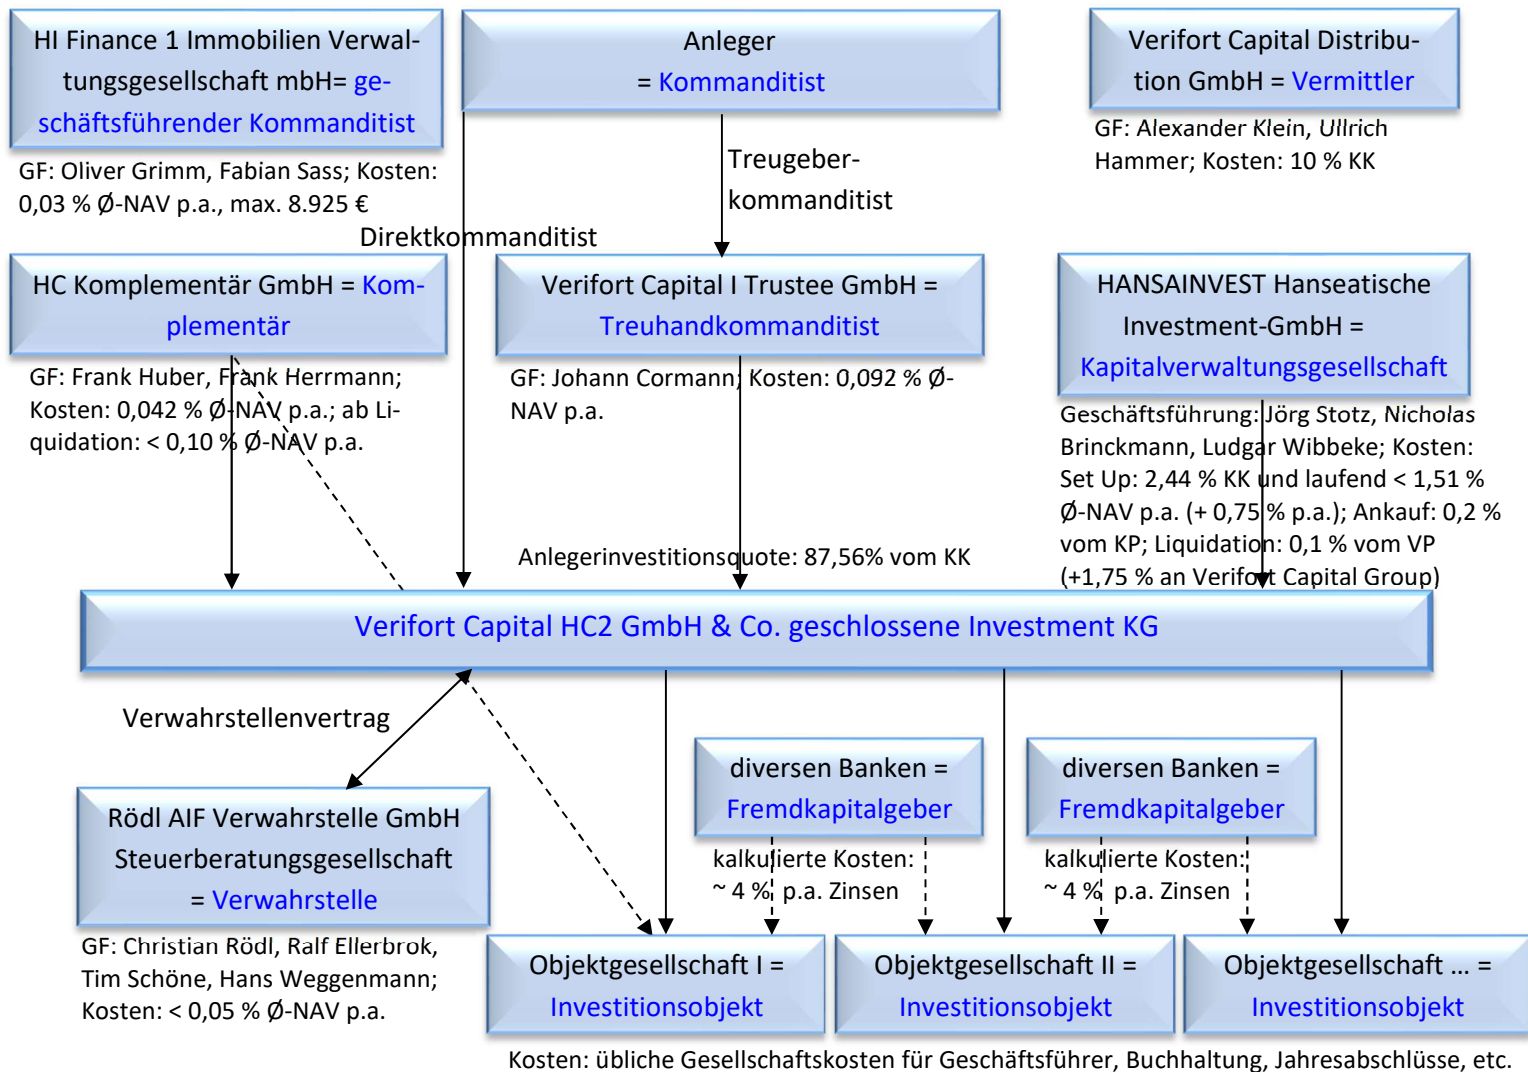 HI Finance 1 Immobilien Verwal-
tungsgesellschaft mbH= ge-
schäftsführender Kommanditist
GF: Oliver Grimm, Fabian Sass; Kosten:
0,03 % Ø-NAV p.a., max. 8.925 €
Anleger
= Kommanditist
Verifort Capital Distribu-
tion GmbH = Vermittler
GF: Alexander Klein, Ullrich
Hammer; Kosten: 10 % KK
Treugeber-
kommanditist
Direktkommanditist
HC Komplementär GmbH = Kom-
plementär
GF: Frank Huber, Frank Herrmann;
Kosten: 0,042 % Ø-NAV p.a.; ab Li-
quidation: < 0,10 % Ø-NAV p.a.
Verifort Capital I Trustee GmbH =
Treuhandkommanditist
GF: Johann Cormann; Kosten: 0,092 % Ø-
NAV p.a.
HANSAINVEST Hanseatische
Investment-GmbH =
Kapitalverwaltungsgesellschaft
Geschäftsführung: Jörg Stotz, Nicholas
Brinckmann, Ludgar Wibbeke; Kosten:
Set Up: 2,44 % KK und laufend < 1,51 %
Ø-NAV p.a. (+ 0,75 % p.a.); Ankauf: 0,2 %
vom KP; Liquidation: 0,1 % vom VP
(+1,75 % an Verifort Capital Group)
Anlegerinvestitionsquote: 87,56% vom KK
Verifort Capital HC2 GmbH & Co. geschlossene Investment KG
Verwahrstellenvertrag
Rödl AIF Verwahrstelle GmbH
Steuerberatungsgesellschaft
= Verwahrstelle
GF: Christian Rödl, Ralf Ellerbrok,
Tim Schöne, Hans Weggenmann;
Kosten: < 0,05 % Ø-NAV p.a.
diversen Banken =
Fremdkapitalgeber
kalkulierte Kosten:
~ 4 % p.a. Zinsen
diversen Banken =
Fremdkapitalgeber
kalkulierte Kosten:
~ 4 % p.a. Zinsen
Objektgesellschaft I =
Investitionsobjekt
Objektgesellschaft II =
Investitionsobjekt
Objektgesellschaft ... =
Investitionsobjekt
Kosten: übliche Gesellschaftskosten für Geschäftsführer, Buchhaltung, Jahresabschlüsse, etc.